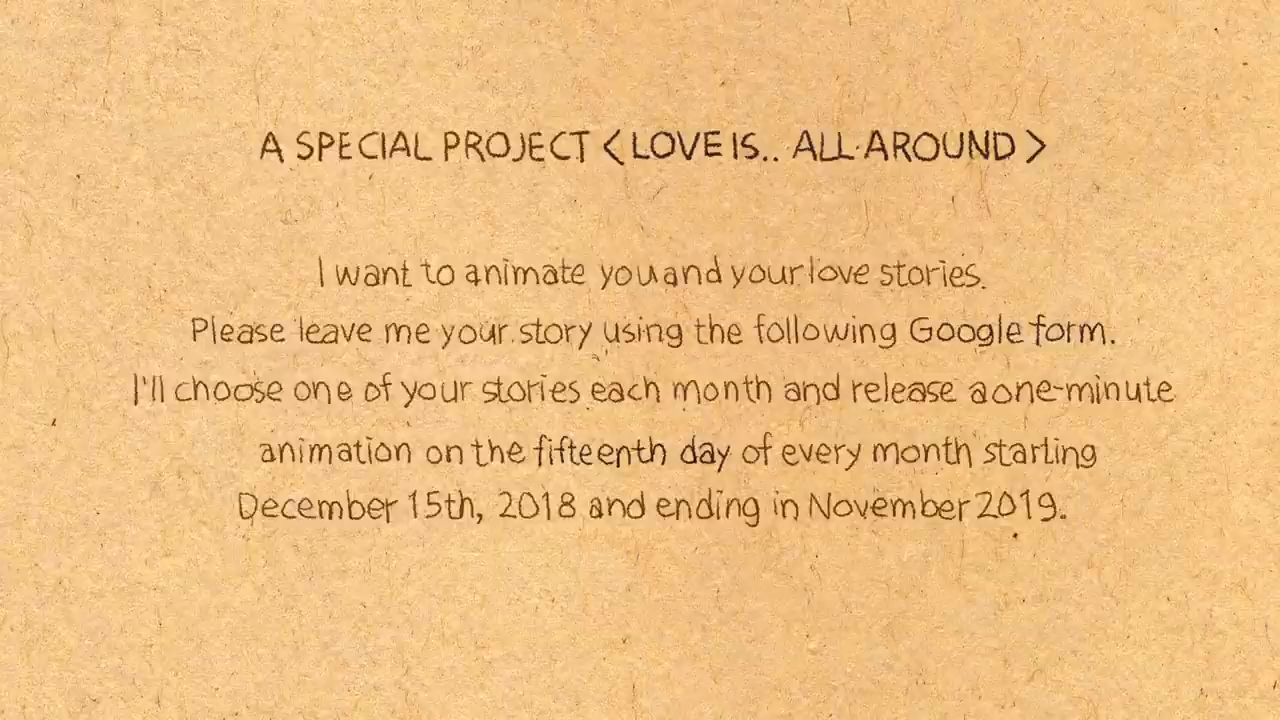 A SPECIAL PROJECT <LOVE IS.. ALL AROUND>
I want to animate you and your love stories.
Please leave me your story using the following Google form.
I'll choose one of your stories each month and release a one-minute
animation on the fifteenth day of every month starting
December 15th, 2018 and ending in November 2019.